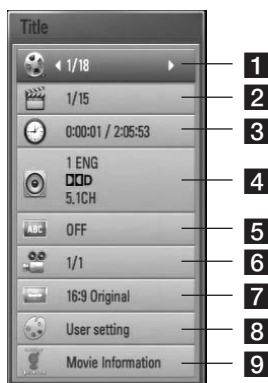 Title
1/18 1
1/15 2
0:00:01 / 2:05:53 3
1 ENG
DD D 4
5.1CH
ABC OFF 5
1/1 6
16:9 Original 7
User setting 8
Movie Information 9